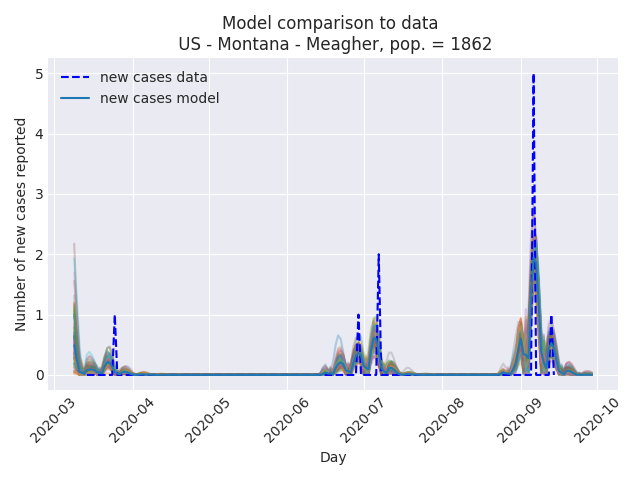 Model comparison to data
US - Montana - Meagher, pop. = 1862
new cases data
new cases model
Number of new cases reported
5
4
3
2
1
0
2020-03
2020-04
2020-05
2020-06
2020-07
2020-08
2020-09
2020-10
Day